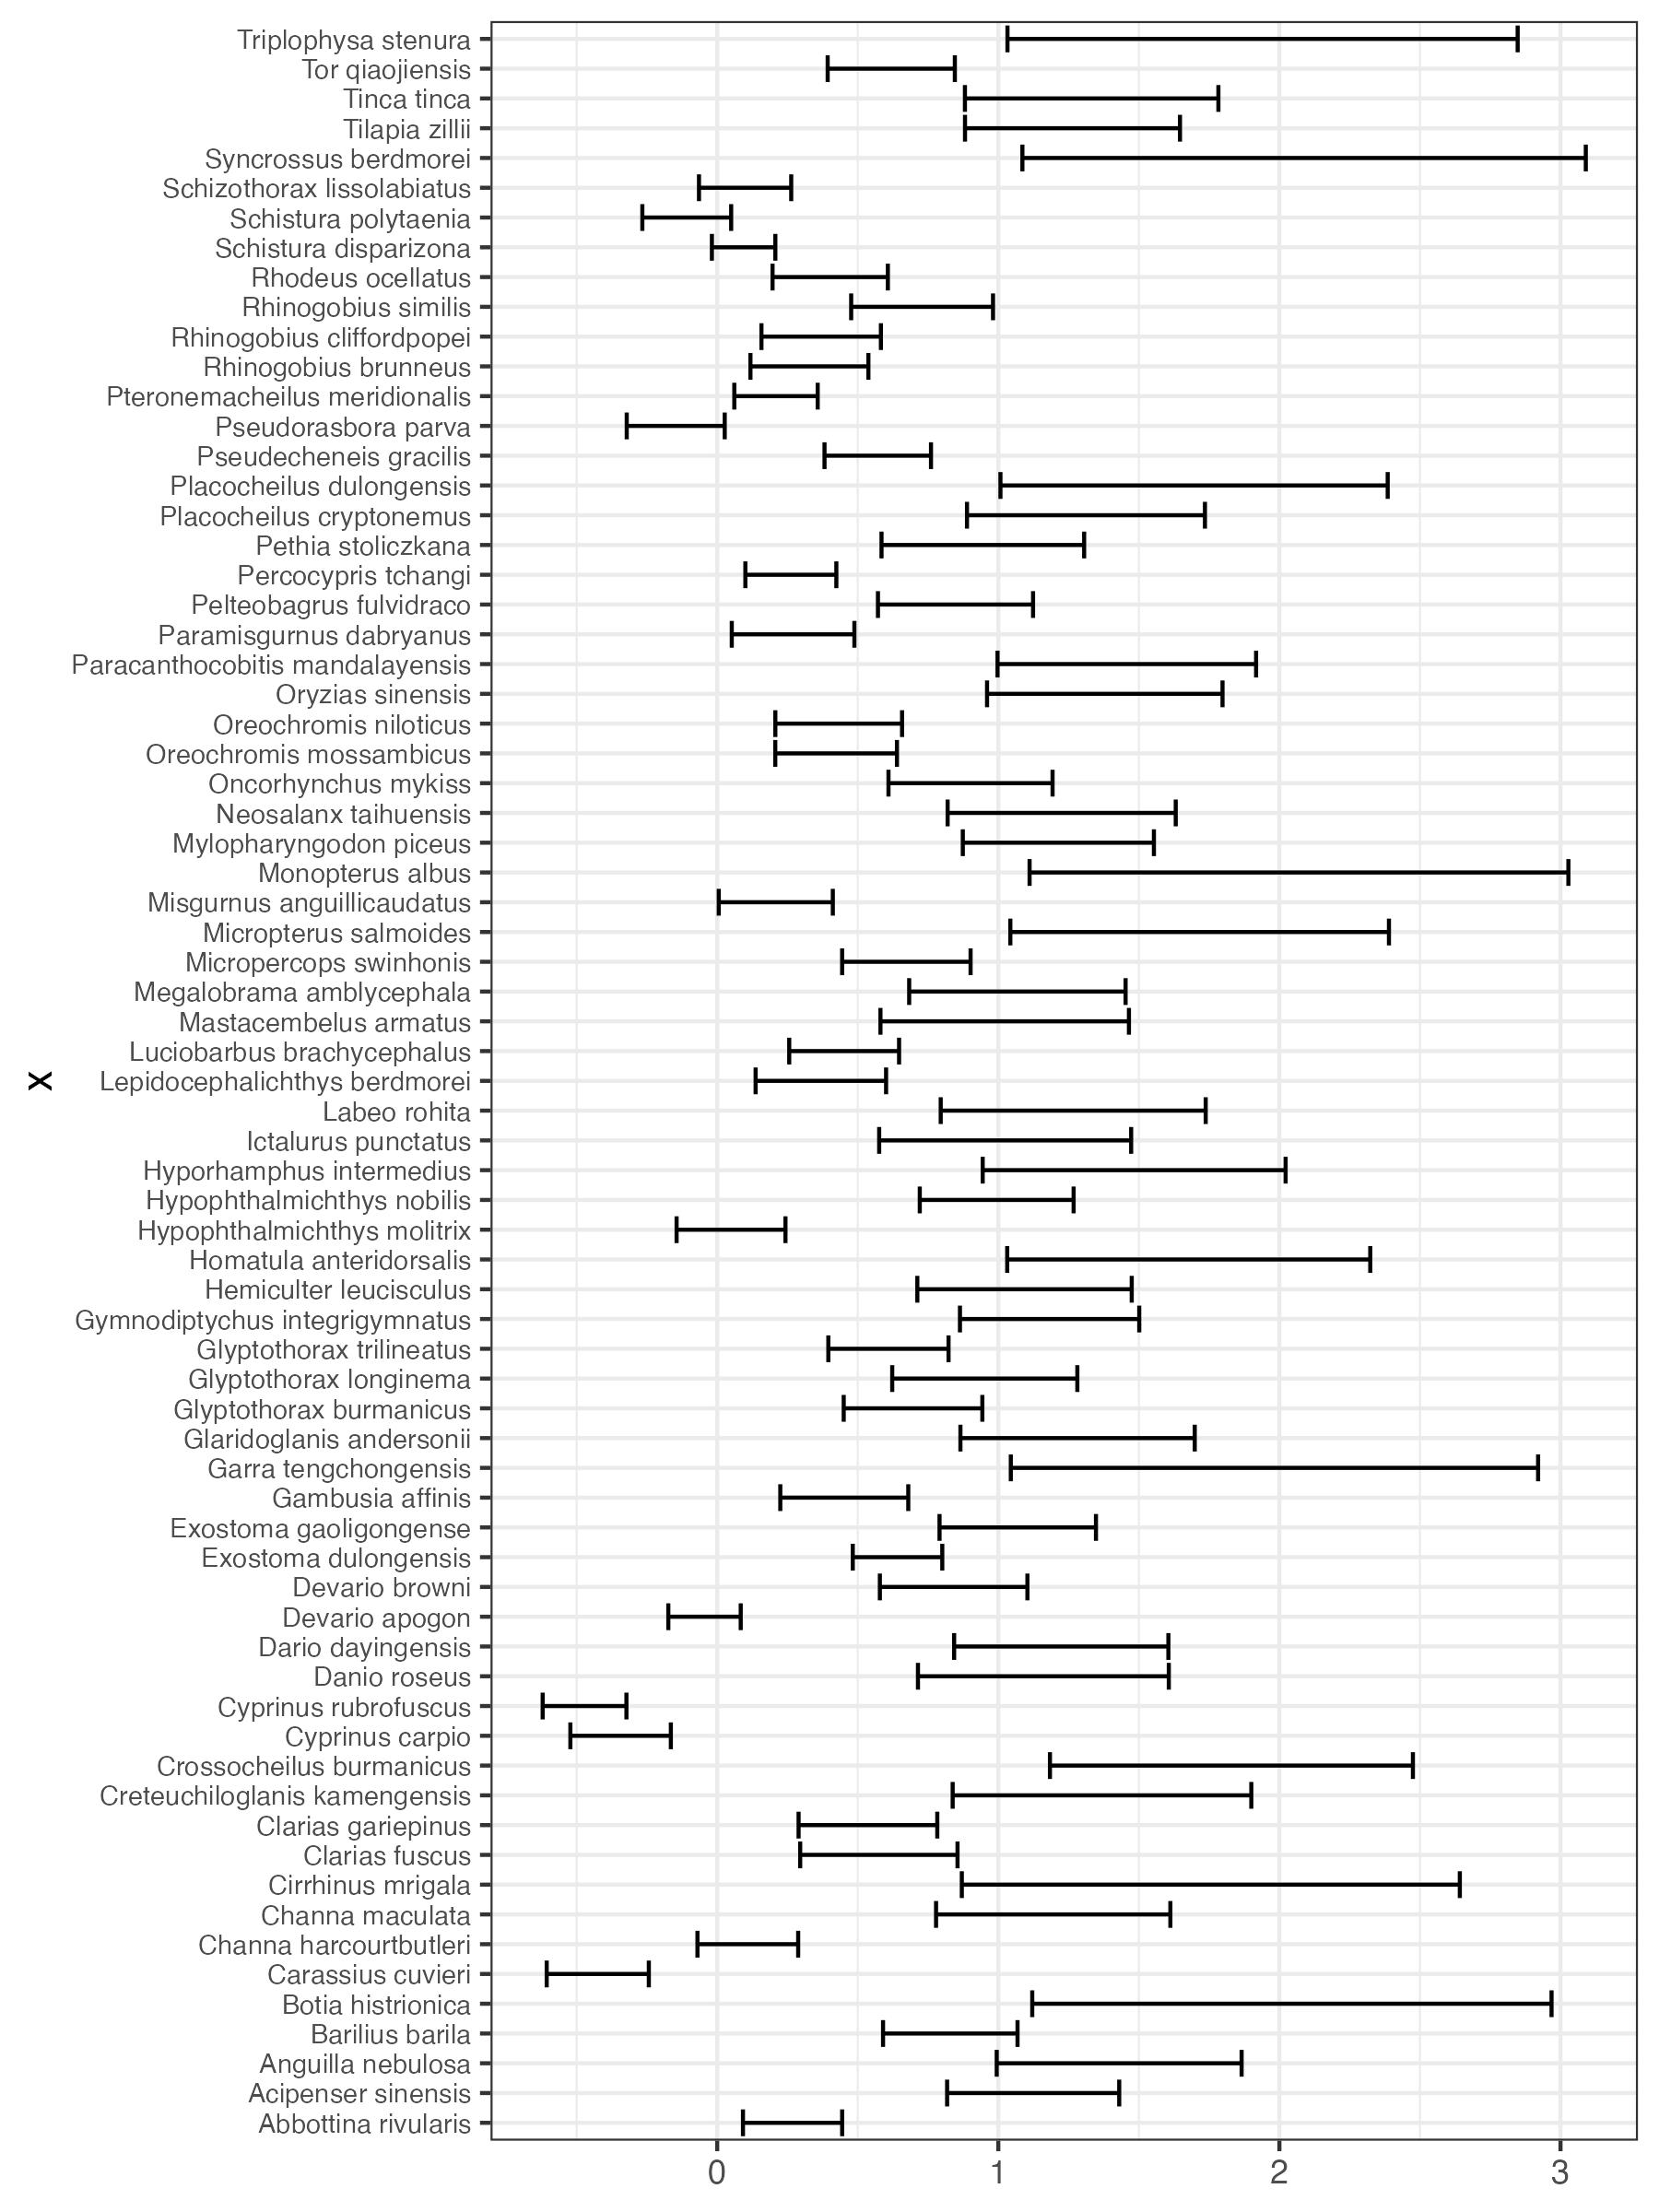 Triplophysa stenura
Tor qiaojiensis
Tinca tinca
Tilapia zillii
Syncrossus berdmorei
Schizothorax lissolabiatus
Schistura polytaenia
Schistura disparizona
Rhodeus ocellatus
Rhinogobius similis
Rhinogobius cliffordpopei
Rhinogobius brunneus
Pteronemacheilus meridionalis
Pseudorasbora parva
Pseudecheneis gracilis
Placocheilus dulongensis
Placocheilus cryptonemus
Pethia stoliczkana
Percocypris tchangi
Pelteobagrus fulvidraco
Paramisgurnus dabryanus
Paracanthocobitis mandalayensis
Oryzias sinensis
Oreochromis niloticus
Oreochromis mossambicus
Oncorhynchus mykiss
Neosalanx taihuensis
Mylopharyngodon piceus
Monopterus albus
Misgurnus anguillicaudatus
Micropterus salmoides
Micropercops swinhonis
Megalobrama amblycephala
Mastacembelus armatus
Luciobarbus brachycephalus
X
Lepidocephalichthys berdmorei
Labeo rohita
Ictalurus punctatus
Hyporhamphus intermedius
Hypophthalmichthys nobilis
Hypophthalmichthys molitrix
Homatula anteridorsalis
Hemiculter leucisculus
Gymnodiptychus integrigymnatus
Glyptothorax trilineatus
Glyptothorax longinema
Glyptothorax burmanicus
Glaridoglanis andersonii
Garra tengchongensis
Gambusia affinis
Exostoma gaoligongense
Exostoma dulongensis
Devario browni
Devario apogon
Dario dayingensis
Danio roseus
Cyprinus rubrofuscus
Cyprinus carpio
Crossocheilus burmanicus
Creteuchiloglanis kamengensis
Clarias gariepinus
Clarias fuscus
Cirrhinus mrigala
Channa maculata
Channa harcourtbutleri
Carassius cuvieri
Botia histrionica
Barilius barila
Anguilla nebulosa
Acipenser sinensis
Abbottina rivularis
0 1 2 3